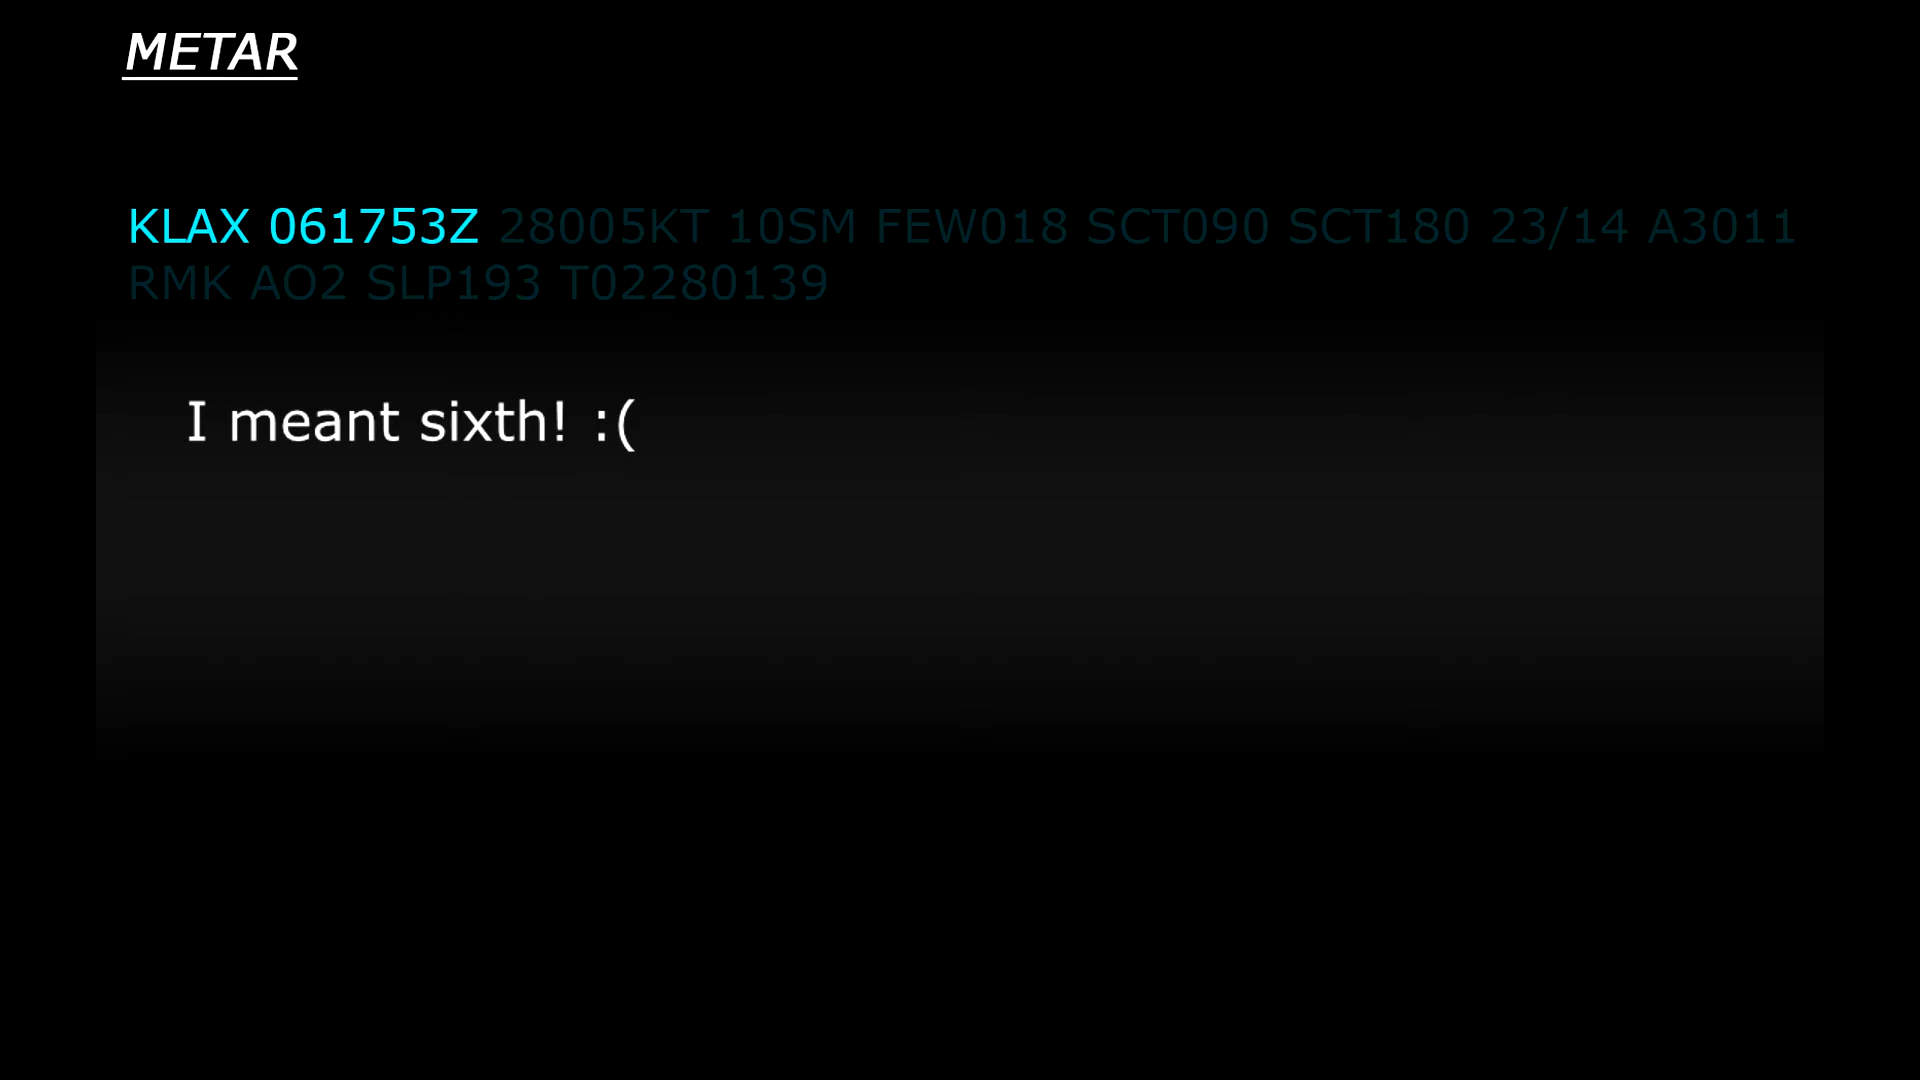 METAR
KLAX 061753Z 28005KT 10SM FEW018 SCT090 SCT180 23/14 A3011
RMK AO2 SLP193 T02280139
I meant sixth! :(